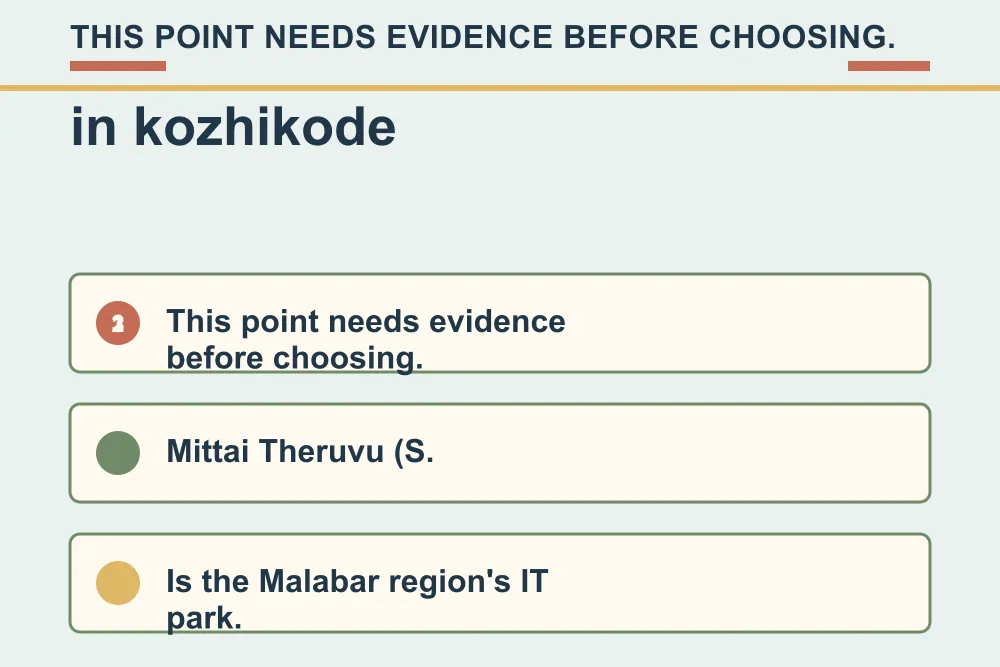 THIS POINT NEEDS EVIDENCE BEFORE CHOOSING.
in kozhikode
This point needs evidence
before choosing.
Mittai Theruvu (S.
Is the Malabar region's IT
park.